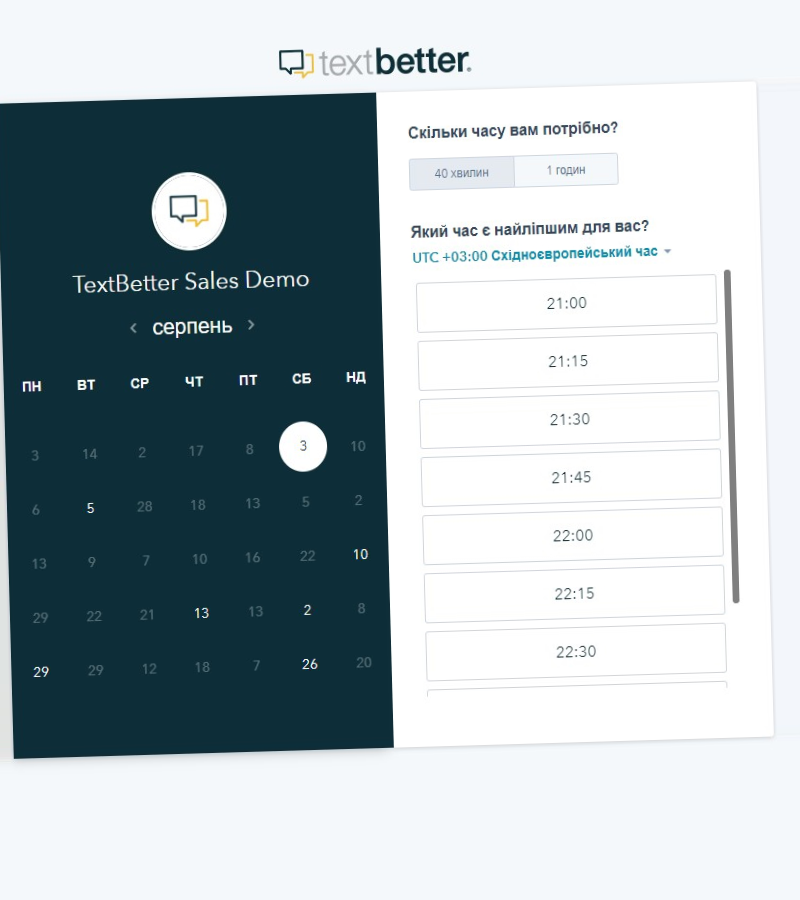 textbetter.
TextBetter Sales Demo
серпень
ПН ВТ СР ЧТ ПТ СБ НД
3 14 2 17 8 3 10
6 5 28 18 13 5 2
13 9 7 10 16 22 10
29 22 21 13 13 2 8
29 29 12 18 7 26 20
Скільки часу вам потрібно?
40 хвилин 1 годин
Який час є найліпшим для вас?
UTC +03:00 Східноєвропейський час
21:00
21:15
21:30
21:45
22:00
22:15
22:30